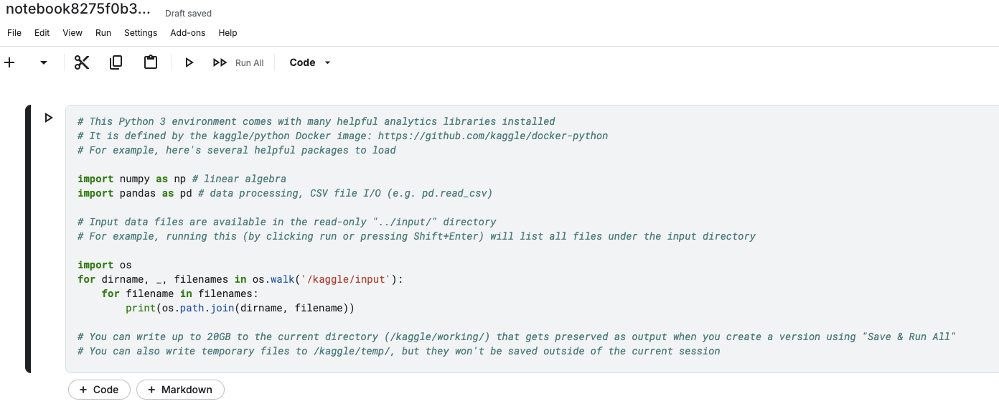 notebook8275f0b3... Draft saved
File Edit View Run Settings Add-ons Help
Run All Code
# This Python 3 environment comes with many helpful analytics libraries installed
# It is defined by the kaggle/python Docker image: https://github.com/kaggle/docker-python
# For example, here's several helpful packages to load
import numpy as np # linear algebra
import pandas as pd # data processing, CSV file I/O (e.g. pd.read_csv)
# Input data files are available in the read-only "../input/" directory
# For example, running this (by clicking run or pressing Shift+Enter) will list all files under the input directory
import os
for dirname, _, filenames in os.walk('/kaggle/input'):
    for filename in filenames:
        print(os.path.join(dirname, filename))
# You can write up to 20GB to the current directory (/kaggle/working/) that gets preserved as output when you create a version using "Save & Run All"
# You can also write temporary files to /kaggle/temp/, but they won't be saved outside of the current session
+ Code + Markdown